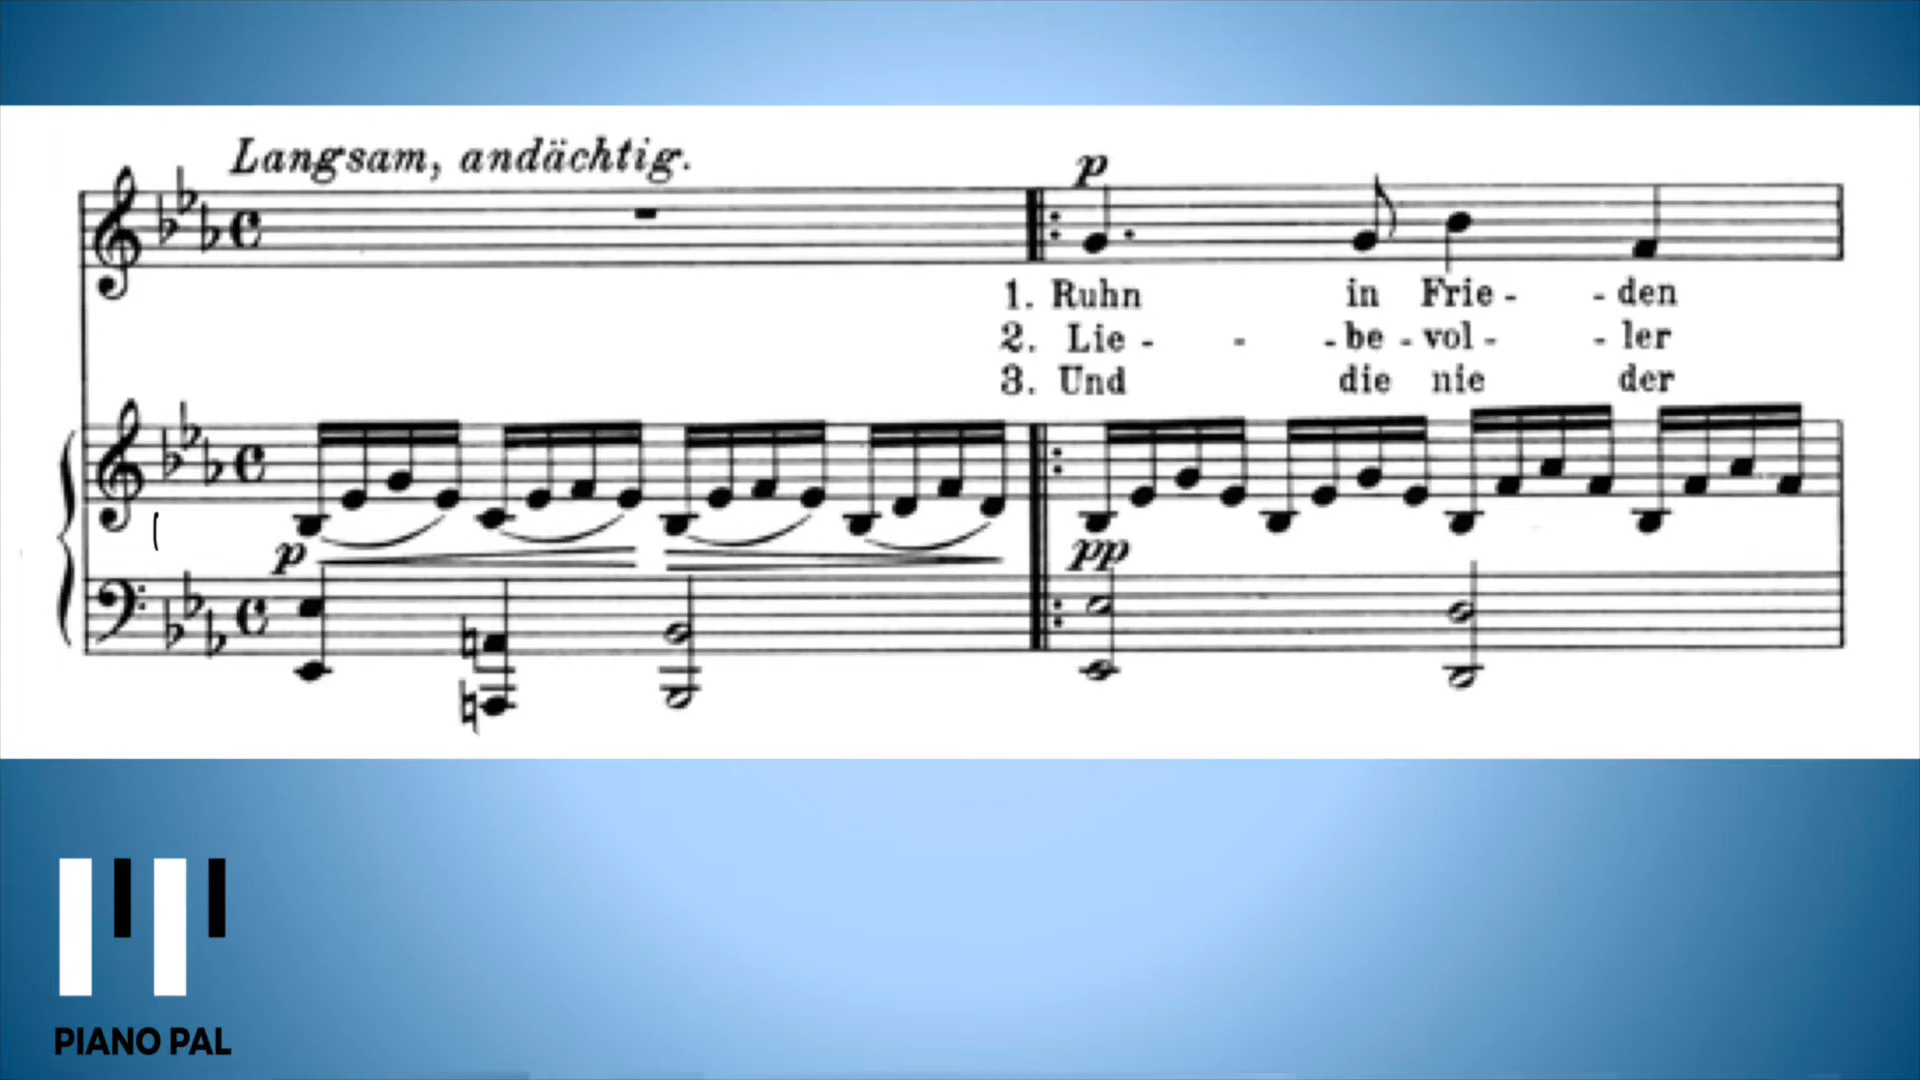 Langsam, andächtig.
p
1. Ruhn in Frie - - den
2. Lie - - - be - vol - - ler
3. Und die nie der
p pp
PIANO PAL